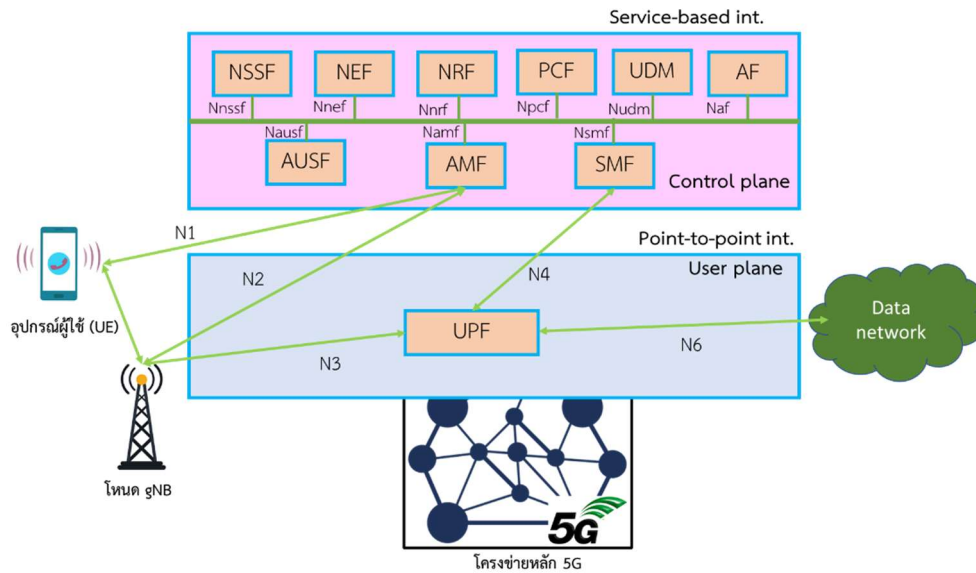 Service-based int.
NSSF
NEF
NRF
PCF
UDM
AF
Nnssf
Nnef
Nnrf
Npcf
Nudm
Naf
Nausf
Namf
Nsmf
AUSF
AMF
SMF
Control plane
N1
Point-to-point int.
User plane
N2
N4
อุปกรณ์ผู้ใช้ (UE)
UPF
Data
network
N3
N6
โหนด gNB
5G
โครงข่ายหลัก 5G